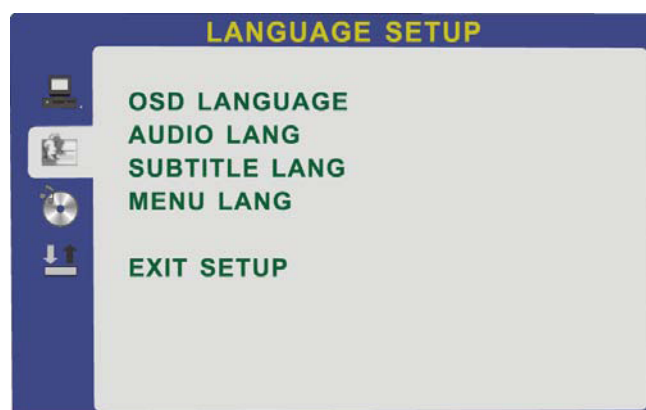 LANGUAGE SETUP
OSD LANGUAGE
AUDIO LANG
SUBTITLE LANG
MENU LANG
EXIT SETUP